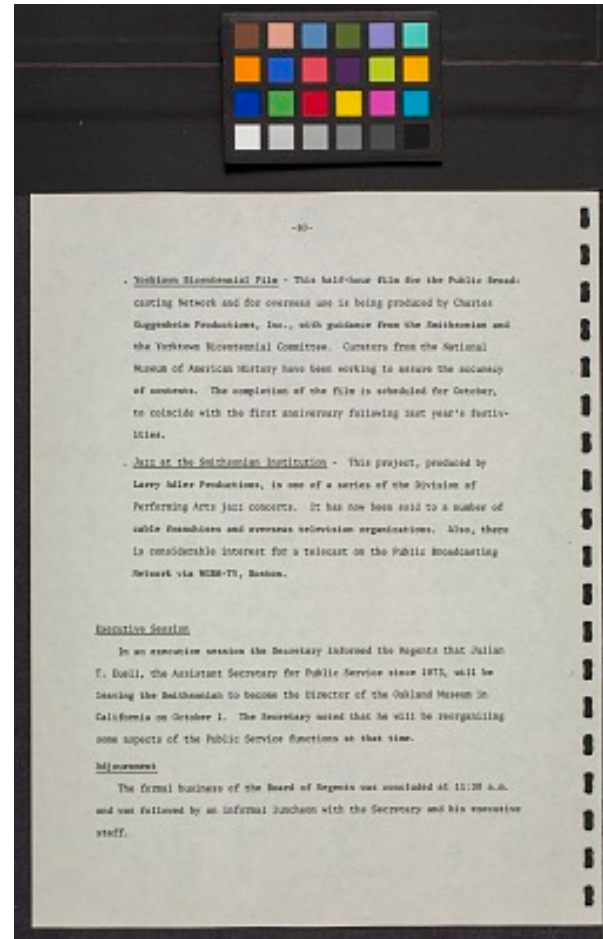 . Yorktown Bicentennial Film - This half-hour film for the Public Broad-
casting Network and for overseas use is being produced by Charles
Guggenheim Productions, Inc., with guidance from the Smithsonian and
the Yorktown Bicentennial Committee. Curators from the National
Museum of American History have been working to assure the accuracy
of contents. The completion of the film is scheduled for October,
to coincide with the first anniversary following last year's festiv-
ities.
. Jazz at the Smithsonian Institution - This project, produced by
Larry Adler Productions, is one of a series of the Division of
Performing Arts jazz concerts. It has now been sold to a number of
cable franchises and overseas television organizations. Also, there
is considerable interest for a telecast on the Public Broadcasting
Network via WGBH-TV, Boston.
Executive Session
In an executive session the Secretary informed the Regents that Julian
T. Euell, the Assistant Secretary for Public Service since will be
leaving the Smithsonian to become the Director of the Oakland Museum in
California on October 1. The Secretary noted that he will be reorganizing
some aspects of the Public Service functions at that time.
Adjournment
The formal business of the Board of Regents was concluded at a.m.
and was followed by an informal luncheon with the Secretary and his executive
staff.